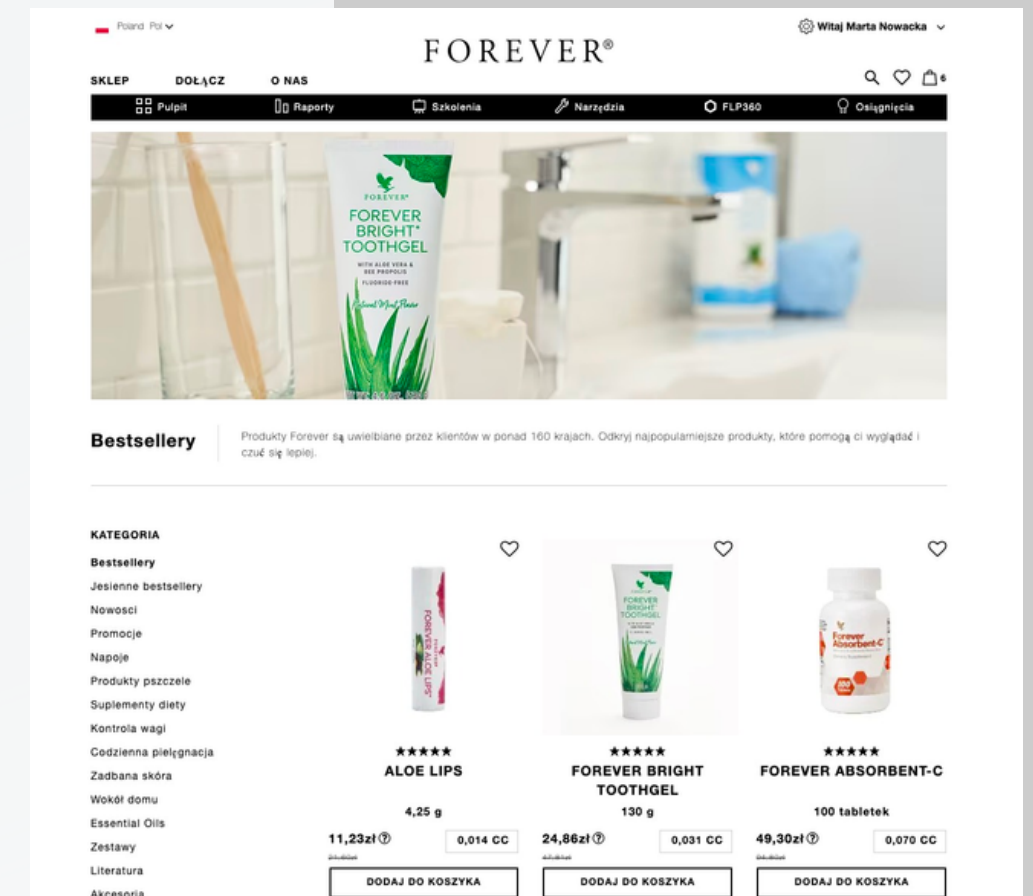 Poland Pol
Witaj Marta Nowacka
FOREVER®
SKLEP DOŁĄCZ O NAS
6
Pulpit Raporty Szkolenia Narzędzia FLP360 Osiągnięcia
FOREVER®
FOREVER
BRIGHT®
TOOTHGEL
WITH ALOE VERA &
BEE PROPOLIS
FLUORIDE-FREE
Natural Mint Flavor
Bestsellery
Produkty Forever są uwielbiane przez klientów w ponad 160 krajach. Odkryj najpopularniejsze produkty, które pomogą ci wyglądać i
czuć się lepiej.
KATEGORIA
Bestsellery
Jesienne bestsellery
Nowosci
Promocje
Napoje
Produkty pszczele
Suplementy diety
Kontrola wagi
Codzienna pielęgnacja
Zadbana skóra
Wokół domu
Essential Oils
Zestawy
Literatura
Akcesoria
FOREVER ALOE LIPS
FOREVER
BRIGHT
TOOTHGEL
Forever
Absorbent-C
100
ALOE LIPS
4,25 g
11,23zł 0,014 CC
DODAJ DO KOSZYKA
FOREVER BRIGHT
TOOTHGEL
130 g
24,86zł 0,031 CC
DODAJ DO KOSZYKA
FOREVER ABSORBENT-C
100 tabletek
49,30zł 0,070 CC
DODAJ DO KOSZYKA